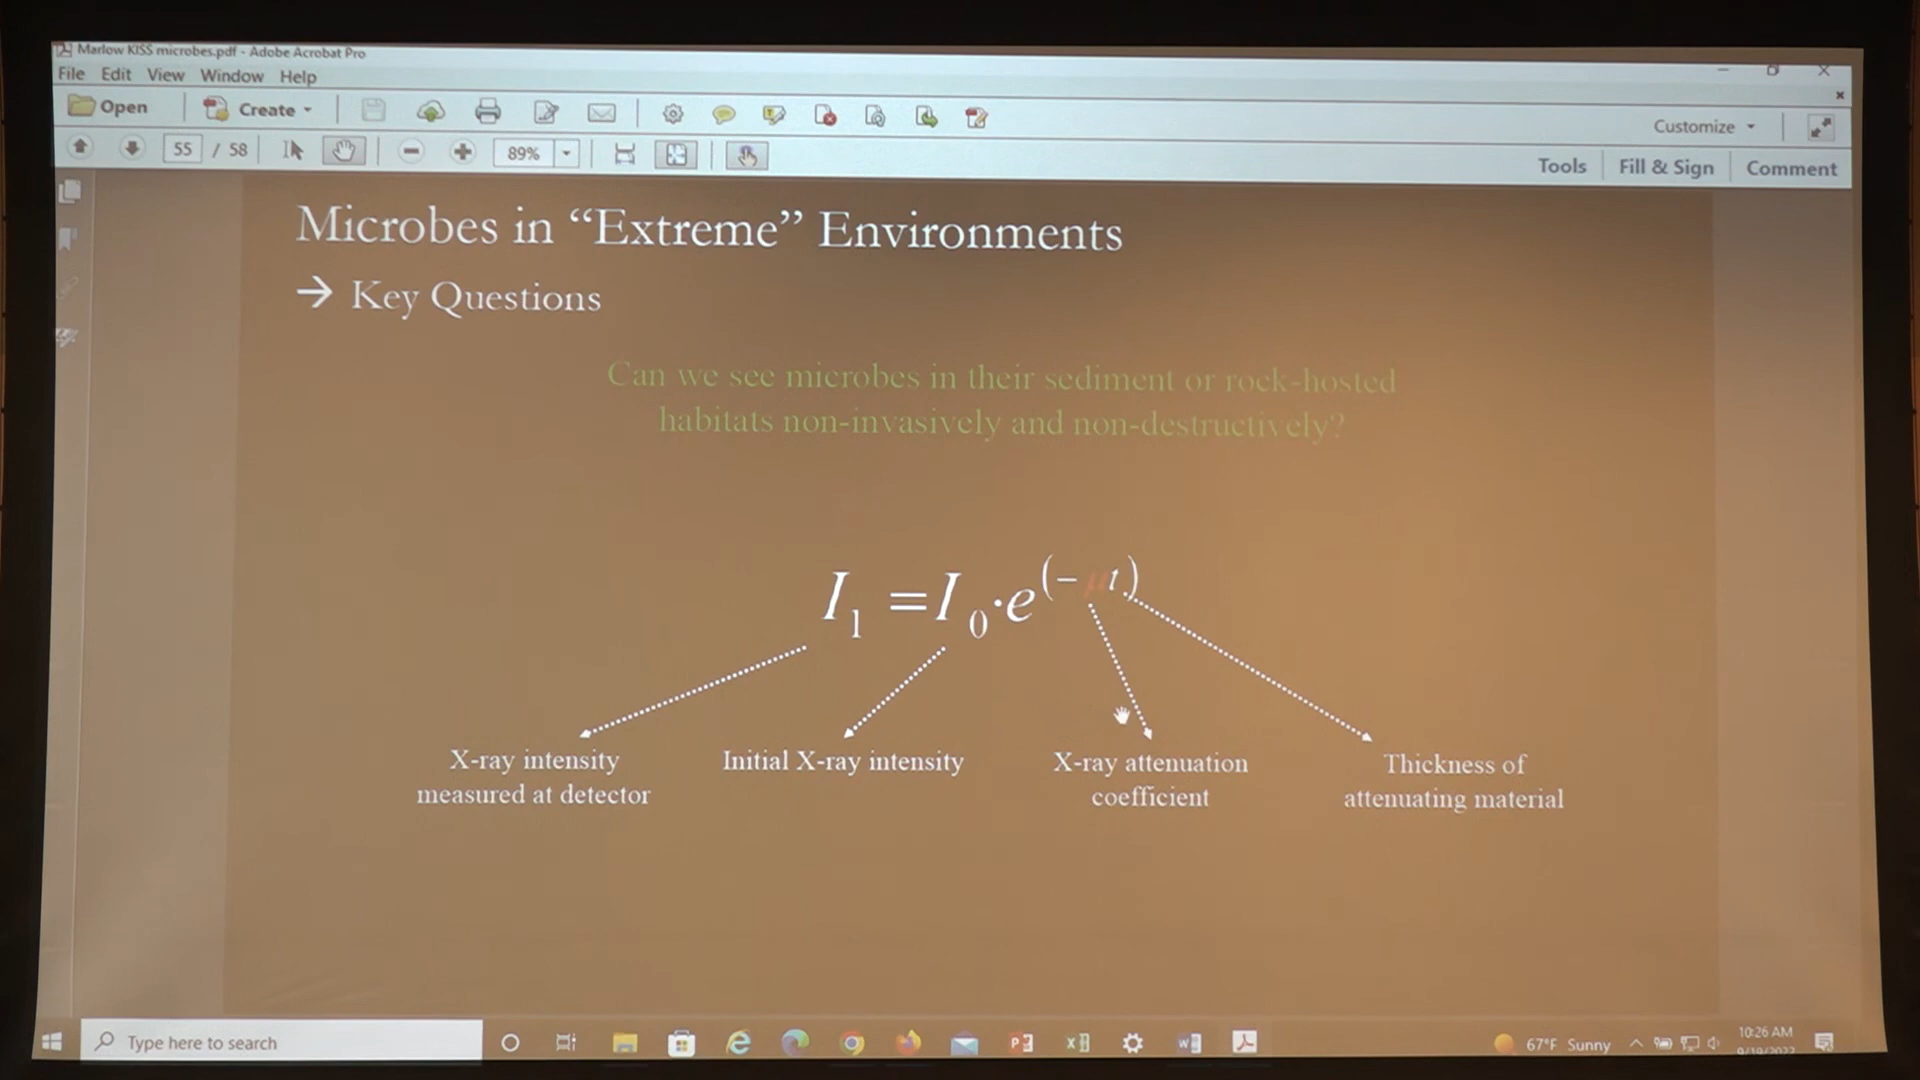 Marlow KISS microbes.pdf - Adobe Acrobat Pro
File Edit View Window Help
Open Create Customize
55 / 58 89% Tools Fill & Sign Comment
Microbes in “Extreme” Environments
→ Key Questions
Can we see microbes in their sediment or rock-hosted
habitats non-invasively and non-destructively?
I₁ = I₀·e^(−μt)
X-ray intensity
measured at detector
Initial X-ray intensity
X-ray attenuation
coefficient
Thickness of
attenuating material
Type here to search
67°F Sunny
10:26 AM